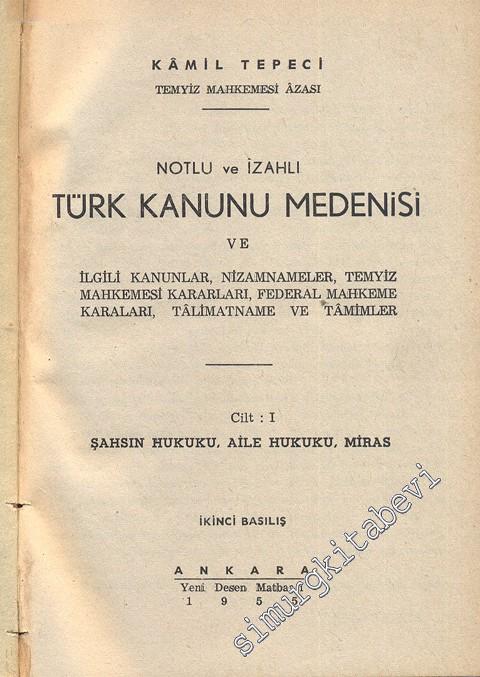 KÂMİL TEPECİ
TEMYİZ MAHKEMESİ ÂZASI
NOTLU ve İZAHLI
TÜRK KANUNU MEDENİSİ
VE
İLGİLİ KANUNLAR, NİZAMNAMELER, TEMYİZ
MAHKEMESİ KARARLARI, FEDERAL MAHKEME
KARALARI, TÂLİMATNAME VE TÂMİMLER
Cilt : I
ŞAHSIN HUKUKU, AİLE HUKUKU, MİRAS
İKİNCİ BASILIŞ
ANKARA
Yeni Desen Matbaası
1955
simurgkitabevi